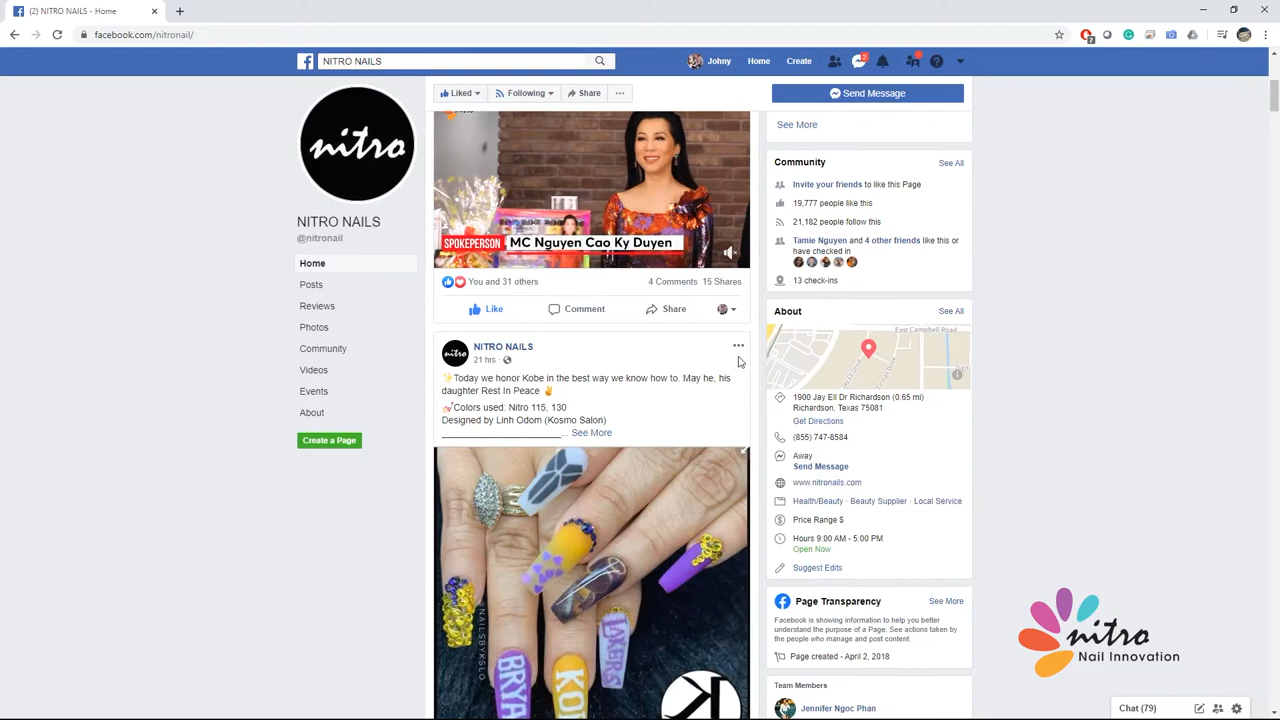 (2) NITRO NAILS - Home
facebook.com/nitronail/
NITRO NAILS
Johny
Home
Create
2
nitro
NITRO NAILS
@nitronail
Home
Posts
Reviews
Photos
Community
Videos
Events
About
Create a Page
Liked
Following
Share
Send Message
SPOKEPERSON MC Nguyen Cao Ky Duyen
You and 31 others
4 Comments 15 Shares
Like
Comment
Share
nitro
NITRO NAILS
21 hrs
✨Today we honor Kobe in the best way we know how to. May he, his
daughter Rest In Peace ✌
💅Colors used: Nitro 115, 130
Designed by Linh Odom (Kosmo Salon)
... See More
NAILSBYKSLO
BRYA
KO
LAKERS
K
See More
Community
See All
Invite your friends to like this Page
19,777 people like this
21,182 people follow this
Tamie Nguyen and 4 other friends like this or
have checked in
13 check-ins
About
See All
East Campbell Road
Jay Ell Dr
1900 Jay Ell Dr Richardson (0.65 mi)
Richardson, Texas 75081
Get Directions
(855) 747-8584
Away
Send Message
www.nitronails.com
Health/Beauty · Beauty Supplier · Local Service
Price Range $
Hours 9:00 AM - 5:00 PM
Open Now
Suggest Edits
Page Transparency
See More
Facebook is showing information to help you better
understand the purpose of a Page. See actions taken by
the people who manage and post content.
Page created - April 2, 2018
Team Members
Jennifer Ngoc Phan
nitro
Nail Innovation
Chat (79)